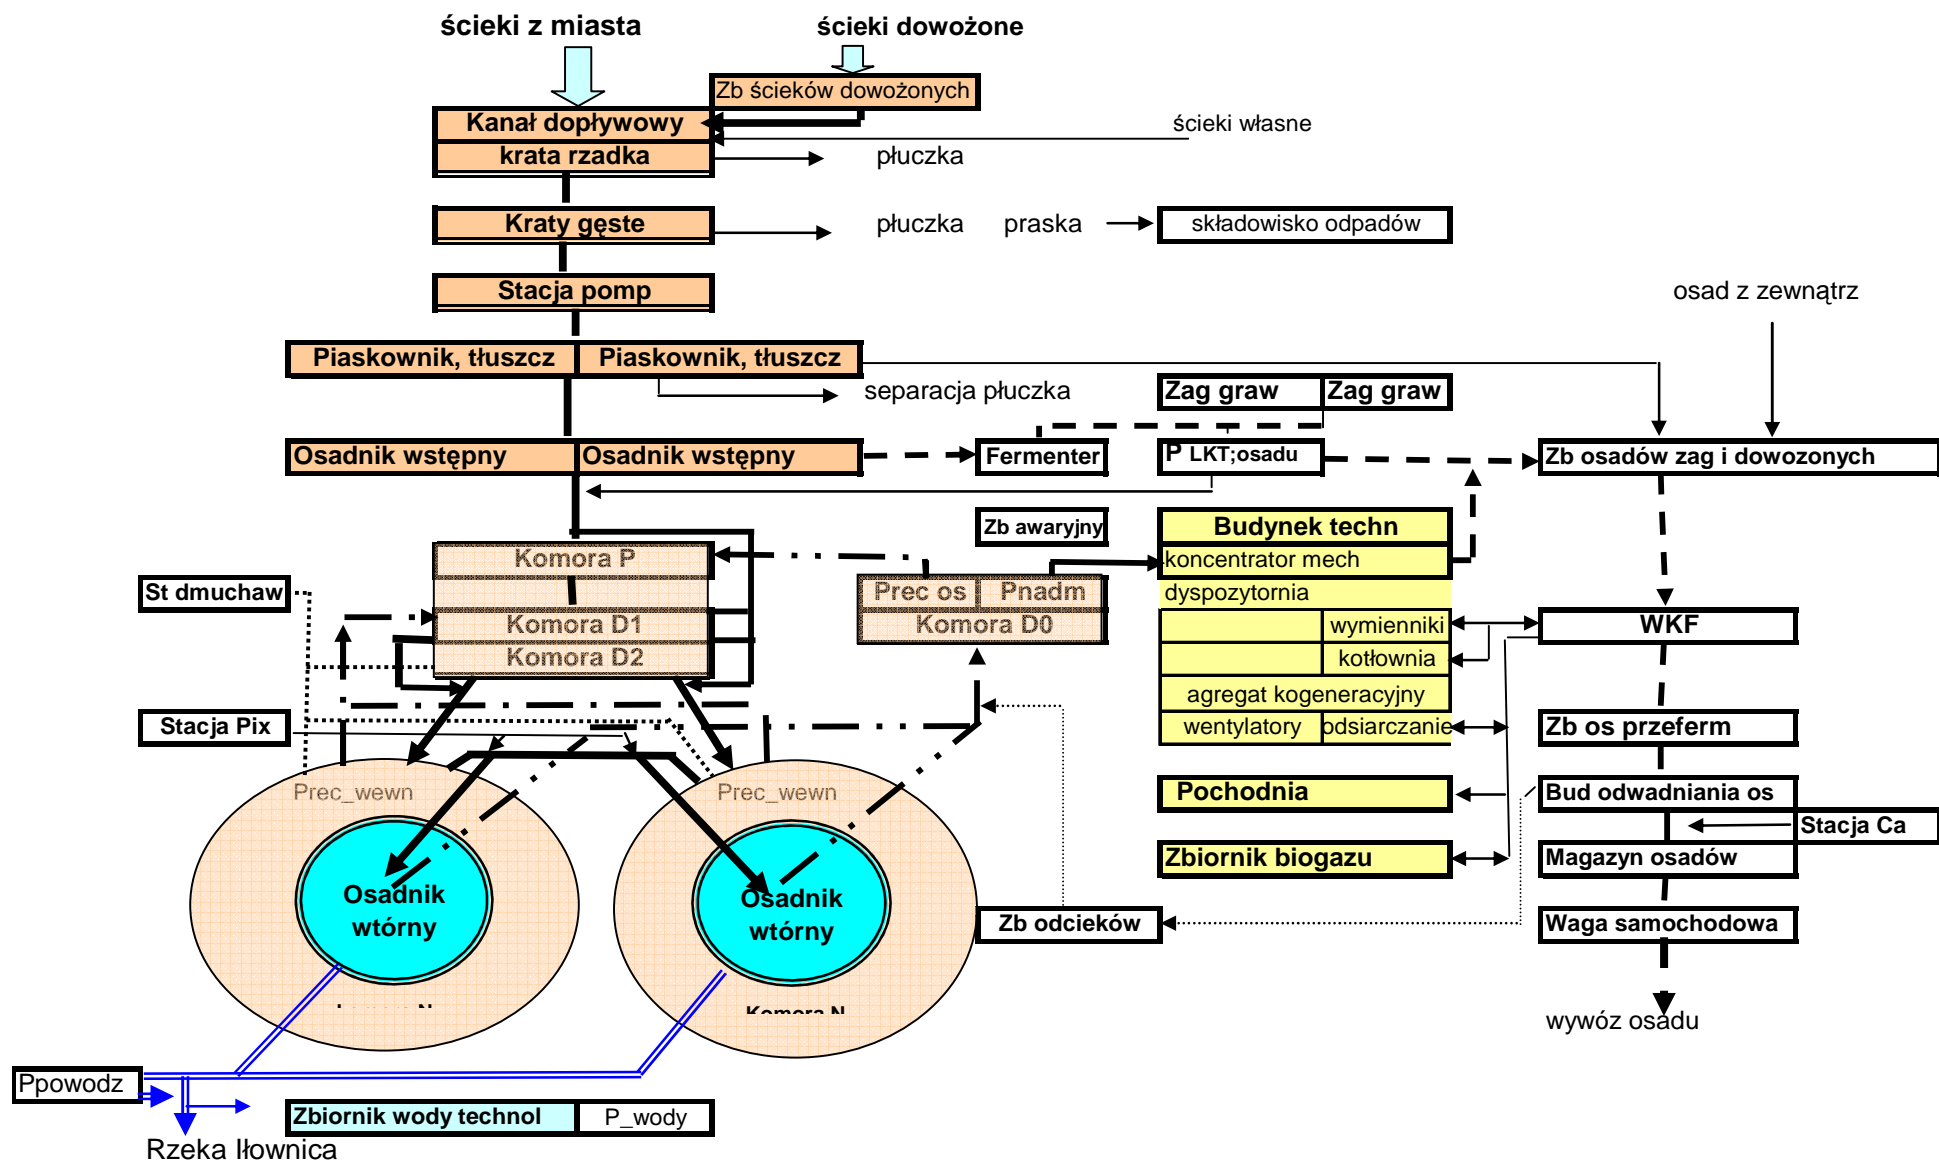 ścieki z miasta
ścieki dowożone
Zb ścieków dowożonych
Kanał dopływowy
ścieki własne
krata rzadka
płuczka
Kraty gęste
płuczka
praska
składowisko odpadów
Stacja pomp
osad z zewnątrz
Piaskownik, tłuszcz
Piaskownik, tłuszcz
separacja płuczka
Zag graw
Zag graw
Osadnik wstępny
Osadnik wstępny
Fermenter
P LKT;osadu
Zb osadów zag i dowozonych
Zb awaryjny
Budynek techn
Komora P
koncentrator mech
St dmuchaw
Prec os
Pnadm
dyspozytornia
Komora D1
Komora D0
wymienniki
WKF
Komora D2
kotłownia
agregat kogeneracyjny
Stacja Pix
wentylatory
odsiarczanie
Zb os przeferm
Prec_wewn
Prec_wewn
Pochodnia
Bud odwadniania os
Stacja Ca
Zbiornik biogazu
Magazyn osadów
Osadnik
wtórny
Osadnik
wtórny
Zb odcieków
Waga samochodowa
Komora N
wywóz osadu
Ppowodz
Zbiornik wody technol
P_wody
Rzeka Iłownica